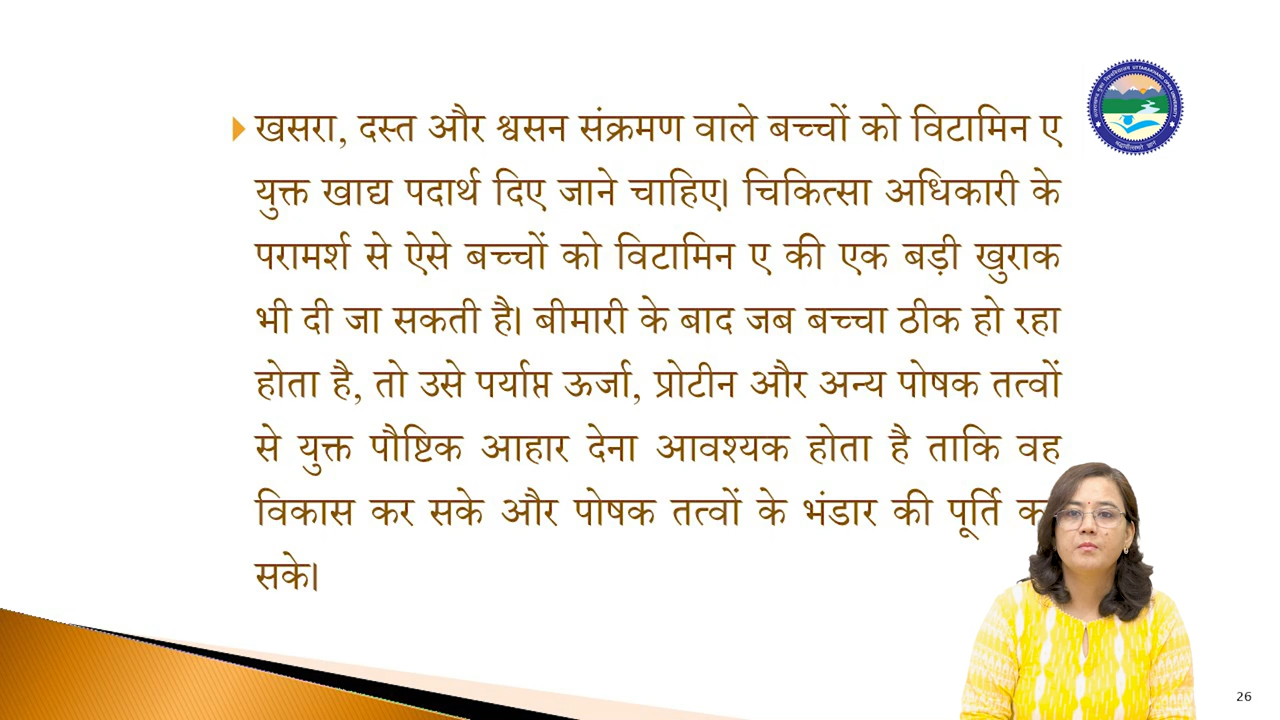 खसरा, दस्त और श्वसन संक्रमण वाले बच्चों को विटामिन ए
युक्त खाद्य पदार्थ दिए जाने चाहिए। चिकित्सा अधिकारी के
परामर्श से ऐसे बच्चों को विटामिन ए की एक बड़ी खुराक
भी दी जा सकती है। बीमारी के बाद जब बच्चा ठीक हो रहा
होता है, तो उसे पर्याप्त ऊर्जा, प्रोटीन और अन्य पोषक तत्वों
से युक्त पौष्टिक आहार देना आवश्यक होता है ताकि वह
विकास कर सके और पोषक तत्वों के भंडार की पूर्ति
सके।
26